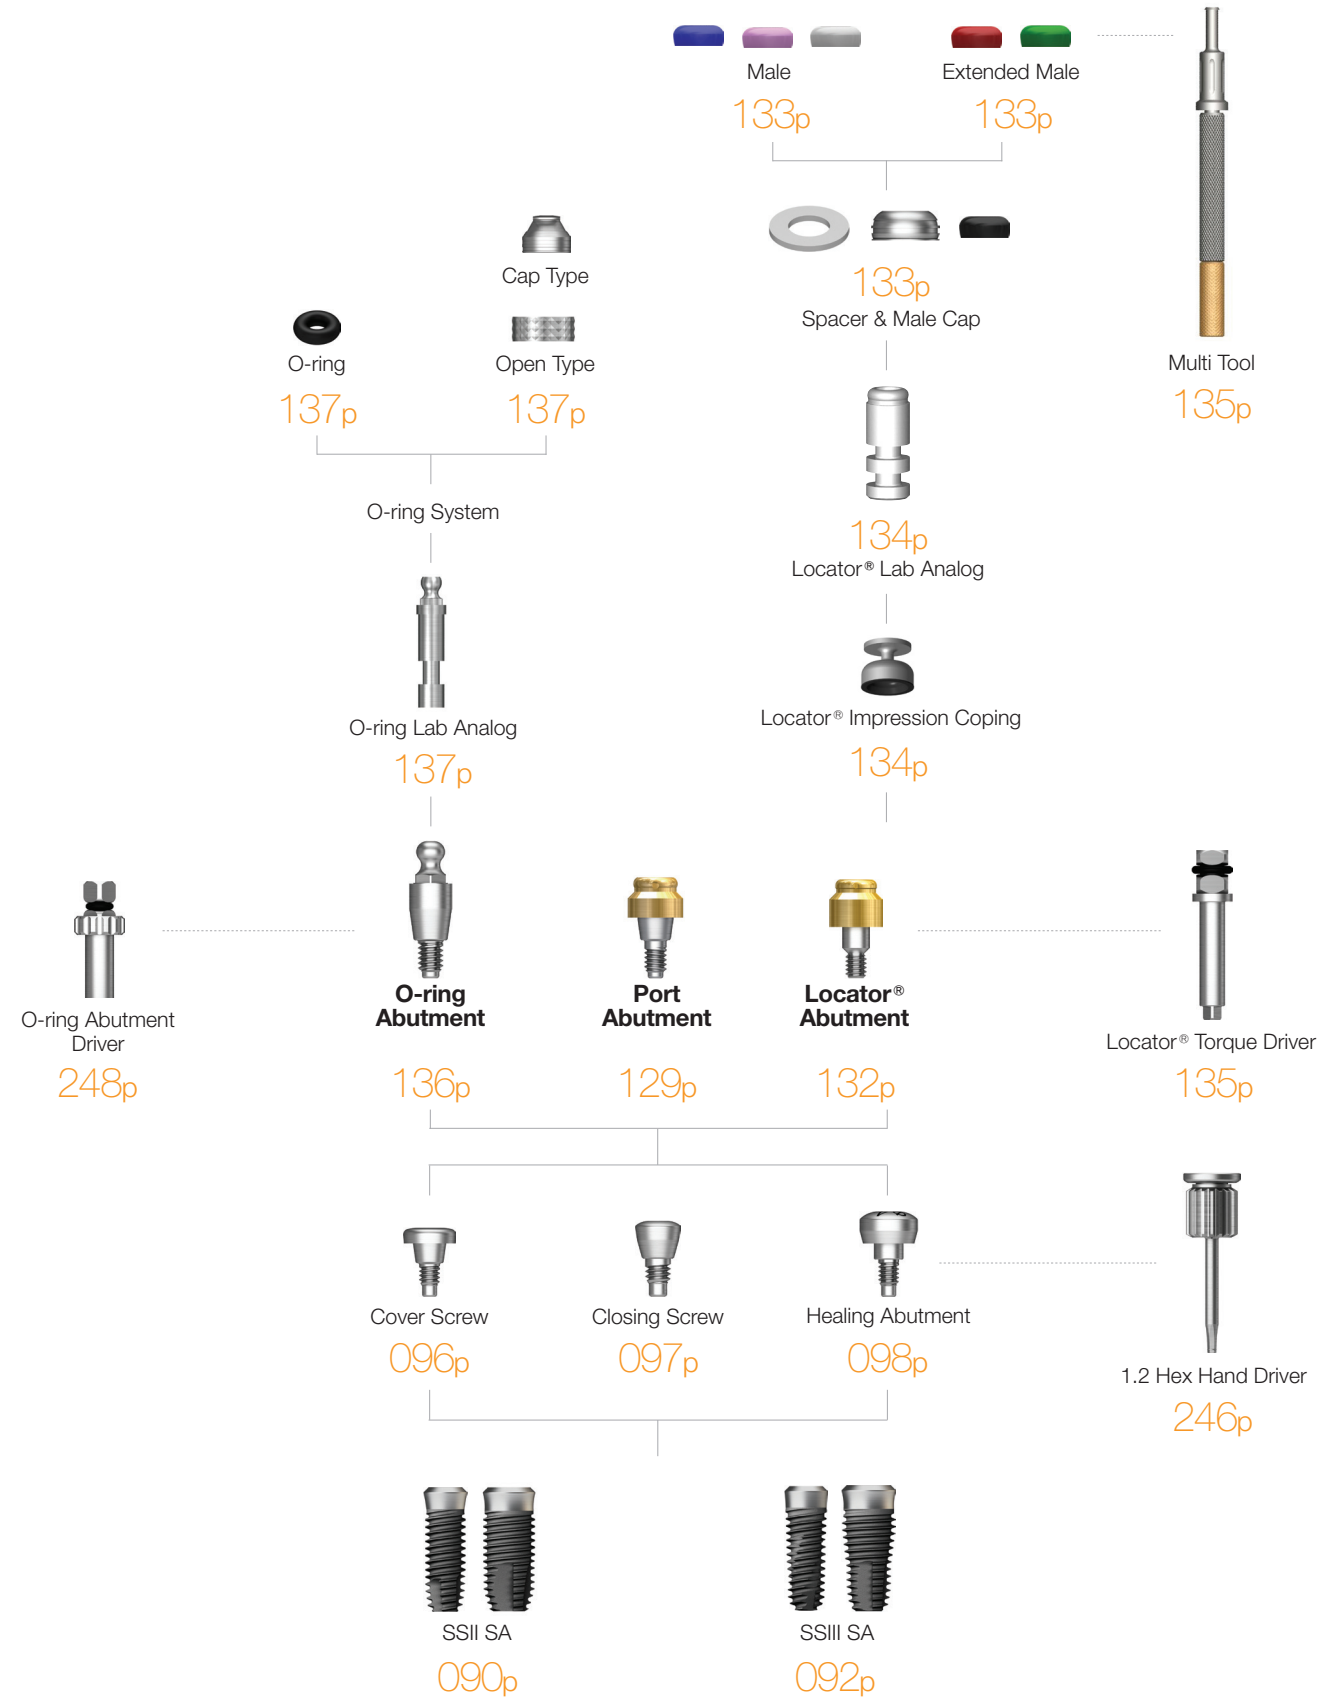 Male
Extended Male
133p
133p
Cap Type
133p
Spacer & Male Cap
O-ring
Open Type
Multi Tool
137p
137p
135p
O-ring System
134p
Locator® Lab Analog
O-ring Lab Analog
Locator® Impression Coping
137p
134p
O-ring
Abutment
Port
Abutment
Locator®
Abutment
O-ring Abutment
Driver
Locator® Torque Driver
248p
136p
129p
132p
135p
Cover Screw
Closing Screw
Healing Abutment
096p
097p
098p
1.2 Hex Hand Driver
246p
SSII SA
SSIII SA
090p
092p